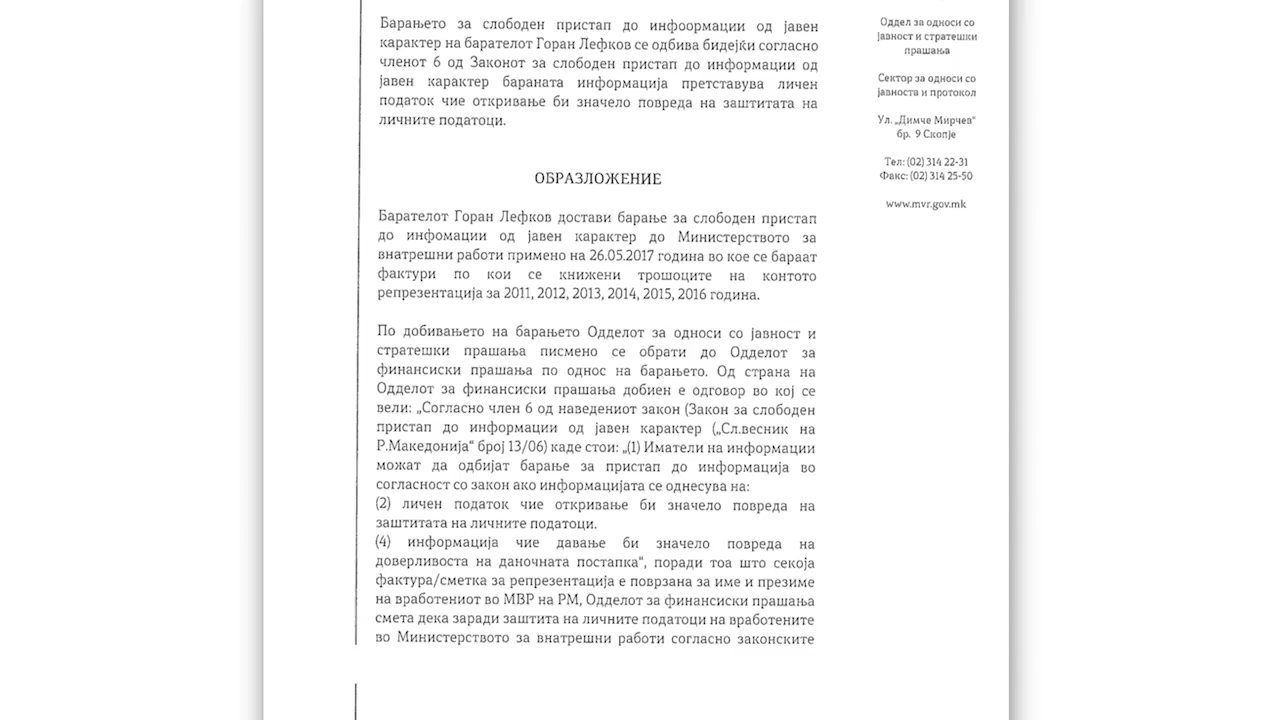 Барањето за слободен пристап до инфоормации од јавен
карактер на барателот Горан Лефков се одбива бидејќи согласно
членот 6 од Законот за слободен пристап до информации од
јавен карактер бараната информација претставува личен
податок чие откривање би значело повреда на заштитата на
личните податоци.
ОБРАЗЛОЖЕНИЕ
Барателот Горан Лефков достави барање за слободен пристап
до инфомации од јавен карактер до Министерството за
внатрешни работи примено на 26.05.2017 година во кое се бараат
фактури по кои се книжени трошоците на контото
репрезентација за 2011, 2012, 2013, 2014, 2015, 2016 година.
По добивањето на барањето Одделот за односи со јавност и
стратешки прашања писмено се обрати до Одделот за
финансиски прашања по однос на барањето. Од страна на
Одделот за финансиски прашања добиен е одговор во кој се
вели: „Согласно член 6 од наведениот закон (Закон за слободен
пристап до информации од јавен карактер („Сл.весник на
Р.Македонија“ број 13/06) каде стои: „(1) Иматели на информации
можат да одбијат барање за пристап до информација во
согласност со закон ако информацијата се однесува на:
(2) личен податок чие откривање би значело повреда на
заштитата на личните податоци.
(4) информација чие давање би значело повреда на
доверливоста на даночната постапка“, поради тоа што секоја
фактура/сметка за репрезентација е поврзана за име и презиме
на вработениот во МВР на РМ, Одделот за финансиски прашања
смета дека заради заштита на личните податоци на вработените
во Министерството за внатрешни работи согласно законските
Оддел за односи со
јавност и стратешки
прашања
Сектор за односи со
јавноста и протокол
Ул. „Димче Мирчев“
бр. 9 Скопје
Тел: (02) 314 22-31
Факс: (02) 314 25-50
www.mvr.gov.mk